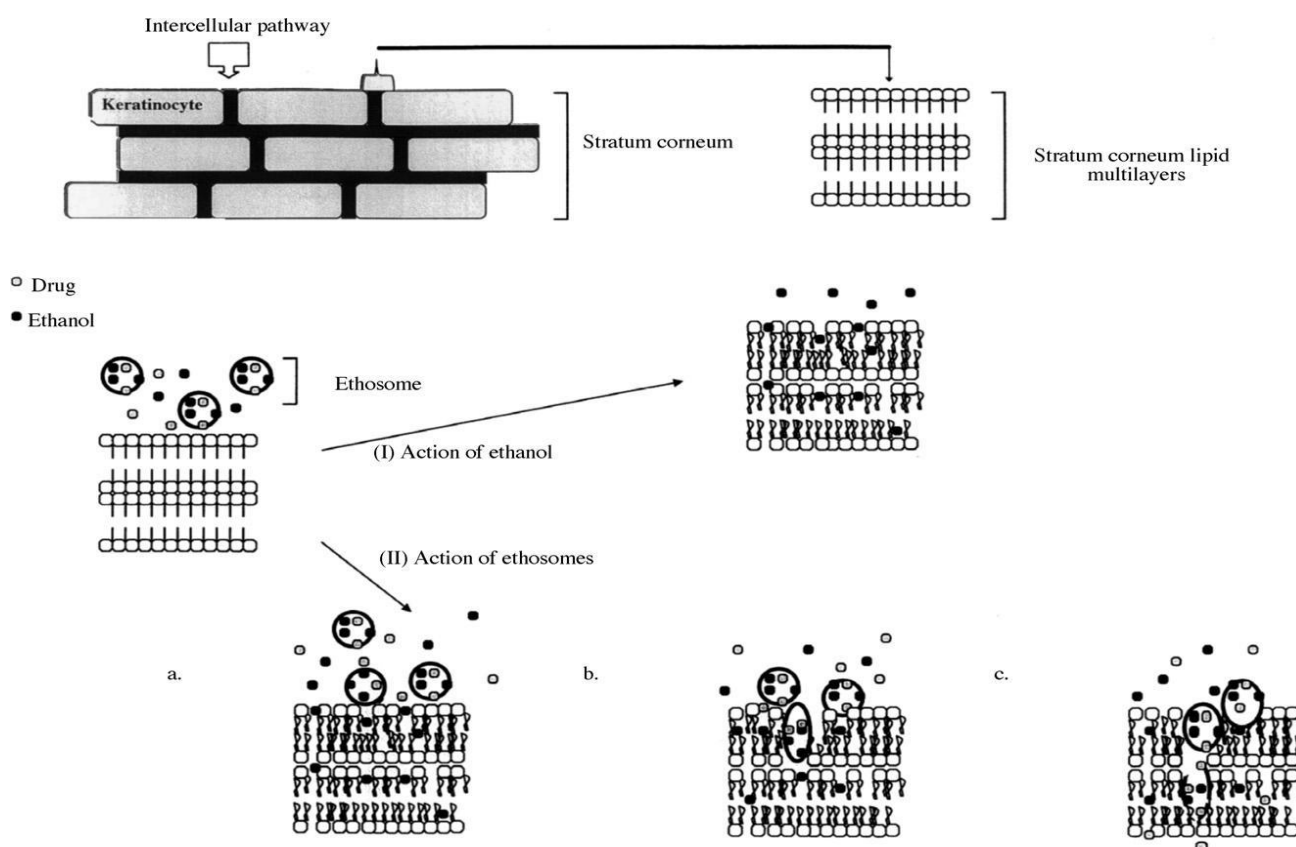 Intercellular pathway
Keratinocyte
Stratum corneum
Stratum corneum lipid
multilayers
Drug
Ethanol
Ethosome
(I) Action of ethanol
(II) Action of ethosomes
a.
b.
c.